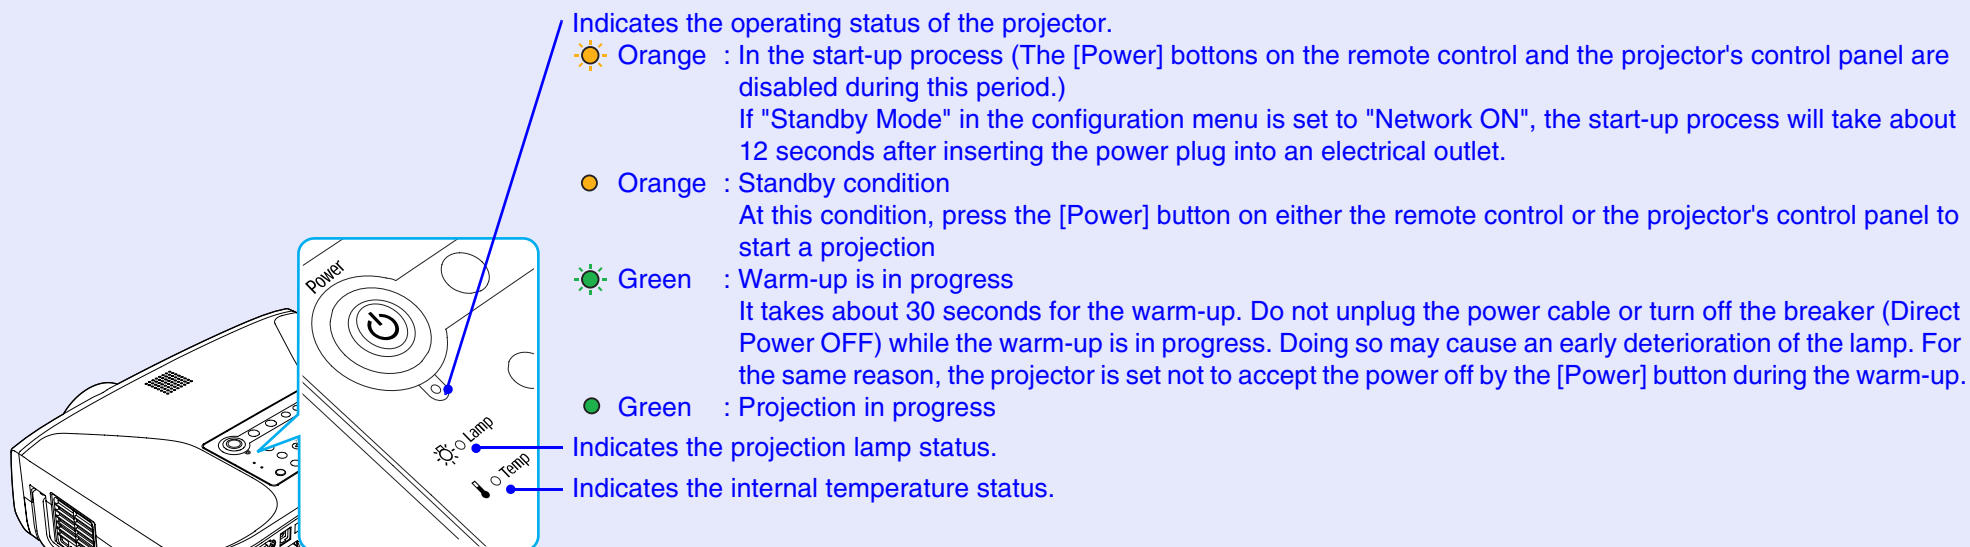 Indicates the operating status of the projector.
Orange : In the start-up process (The [Power] bottons on the remote control and the projector's control panel are
disabled during this period.)
If "Standby Mode" in the configuration menu is set to "Network ON", the start-up process will take about
12 seconds after inserting the power plug into an electrical outlet.
Orange : Standby condition
At this condition, press the [Power] button on either the remote control or the projector's control panel to
start a projection
Green : Warm-up is in progress
It takes about 30 seconds for the warm-up. Do not unplug the power cable or turn off the breaker (Direct
Power OFF) while the warm-up is in progress. Doing so may cause an early deterioration of the lamp. For
the same reason, the projector is set not to accept the power off by the [Power] button during the warm-up.
Green : Projection in progress
Indicates the projection lamp status.
Indicates the internal temperature status.
Power
Lamp
Temp